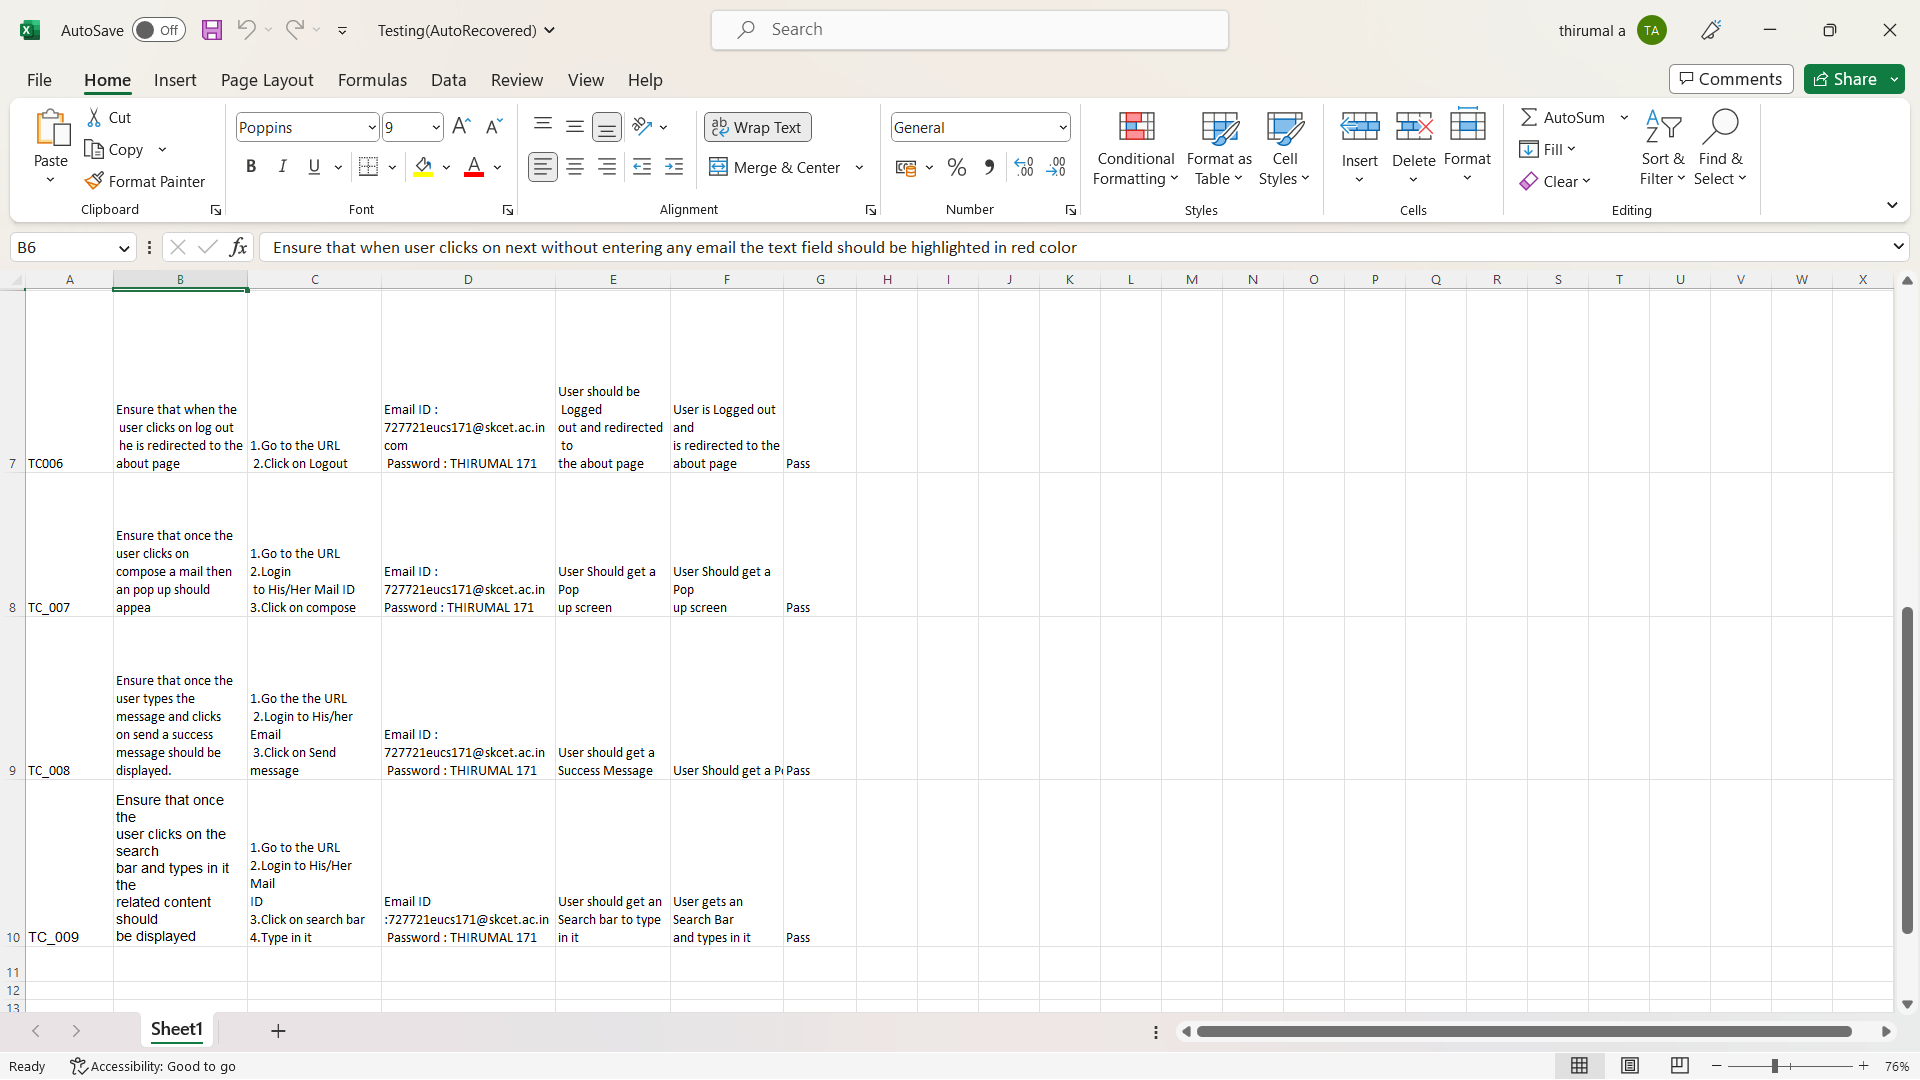 AutoSave Off Testing(AutoRecovered) Search thirumal a TA
File Home Insert Page Layout Formulas Data Review View Help Comments Share
Paste Cut Copy Format Painter Clipboard
Poppins 9 B I U A Font
Wrap Text Merge & Center Alignment
General % Number
Conditional Formatting Format as Table Cell Styles Styles
Insert Delete Format Cells
AutoSum Fill Clear Sort & Filter Find & Select Editing
B6 fx Ensure that when user clicks on next without entering any email the text field should be highlighted in red color
A B C D E F G H I J K L M N O P Q R S T U V W X
7 TC006
Ensure that when the
user clicks on log out
he is redirected to the
about page
1.Go to the URL
2.Click on Logout
Email ID :
727721eucs171@skcet.ac.in
com
Password : THIRUMAL 171
User should be
Logged
out and redirected
to
the about page
User is Logged out
and
is redirected to the
about page
Pass
8 TC_007
Ensure that once the
user clicks on
compose a mail then
an pop up should
appea
1.Go to the URL
2.Login
to His/Her Mail ID
3.Click on compose
Email ID :
727721eucs171@skcet.ac.in
Password : THIRUMAL 171
User Should get a
Pop
up screen
User Should get a
Pop
up screen
Pass
9 TC_008
Ensure that once the
user types the
message and clicks
on send a success
message should be
displayed.
1.Go the the URL
2.Login to His/her
Email
3.Click on Send
message
Email ID :
727721eucs171@skcet.ac.in
Password : THIRUMAL 171
User should get a
Success Message
User Should get a
Pass
10 TC_009
Ensure that once
the
user clicks on the
search
bar and types in it
the
related content
should
be displayed
1.Go to the URL
2.Login to His/Her
Mail
ID
3.Click on search bar
4.Type in it
Email ID
:727721eucs171@skcet.ac.in
Password : THIRUMAL 171
User should get an
Search bar to type
in it
User gets an
Search Bar
and types in it
Pass
11
12
13
Sheet1
Ready Accessibility: Good to go 76%